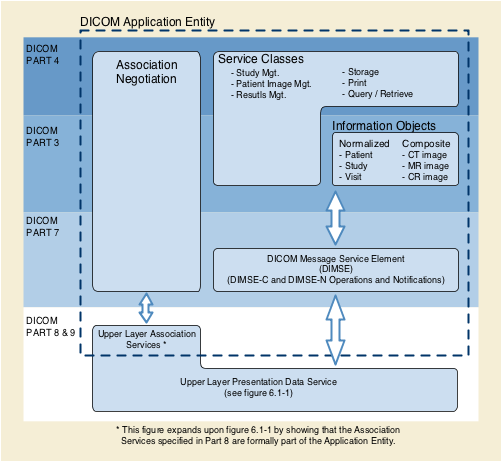 DICOM Application Entity
DICOM
PART 4
Association
Negotiation
Service Classes
- Study Mgt.
- Patient Image Mgt.
- Resutls Mgt.
- Storage
- Print
- Query / Retrieve
DICOM
PART 3
Information Objects
Normalized
- Patient
- Study
- Visit
Composite
- CT image
- MR image
- CR image
DICOM
PART 7
DICOM Message Service Element
(DIMSE)
(DIMSE-C and DIMSE-N Operations and Notifications)
DICOM
PART 8 & 9
Upper Layer Association
Services *
Upper Layer Presentation Data Service
(see figure 6.1-1)
* This figure expands upon figure 6.1-1 by showing that the Association
Services specified in Part 8 are formally part of the Application Entity.